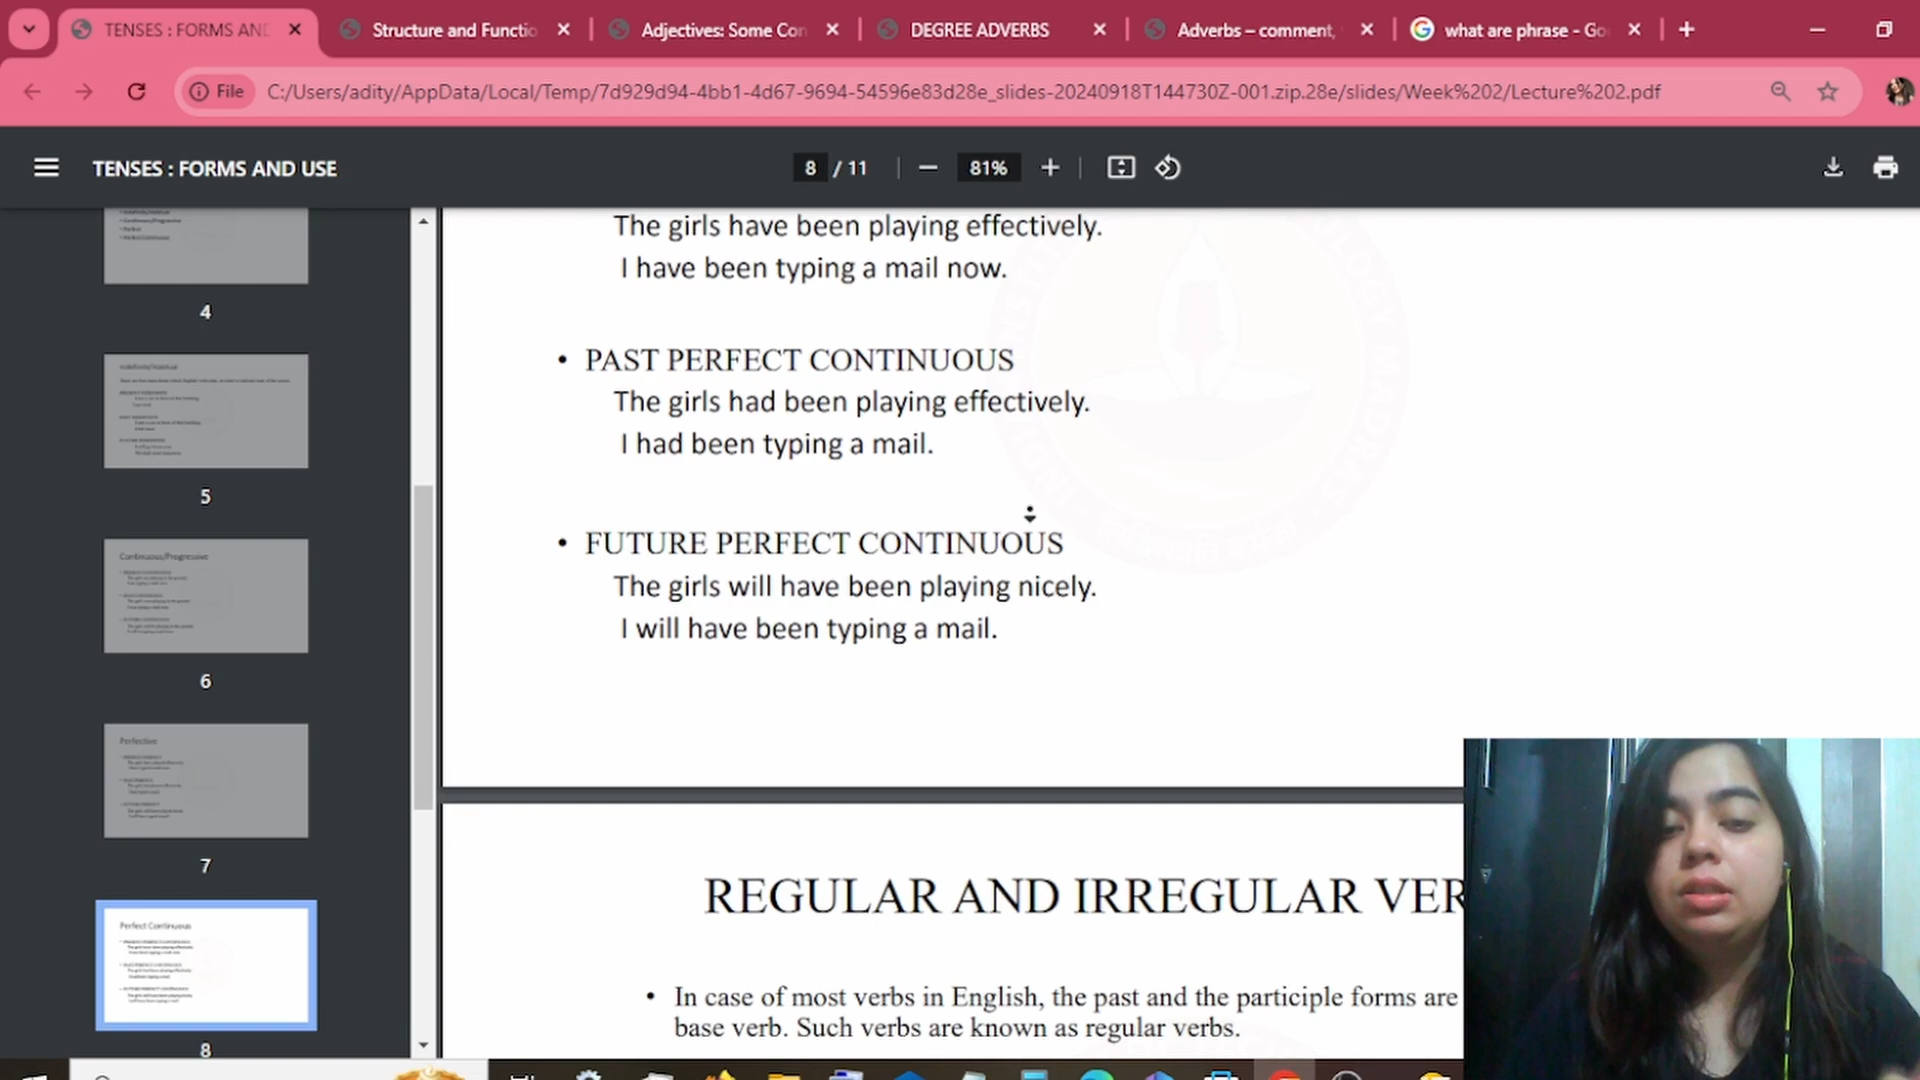 TENSES : FORMS AND
Structure and Functio
Adjectives: Some Con
DEGREE ADVERBS
Adverbs – comment,
what are phrase - Go
File
C:/Users/adity/AppData/Local/Temp/7d929d94-4bb1-4d67-9694-54596e83d28e_slides-20240918T144730Z-001.zip.28e/slides/Week%202/Lecture%202.pdf
TENSES : FORMS AND USE
8 / 11
81%
4
5
Continuous/Progressive
6
Perfective
7
Perfect Continuous
8
The girls have been playing effectively.
I have been typing a mail now.
• PAST PERFECT CONTINUOUS
The girls had been playing effectively.
I had been typing a mail.
• FUTURE PERFECT CONTINUOUS
The girls will have been playing nicely.
I will have been typing a mail.
REGULAR AND IRREGULAR VER
• In case of most verbs in English, the past and the participle forms are
base verb. Such verbs are known as regular verbs.